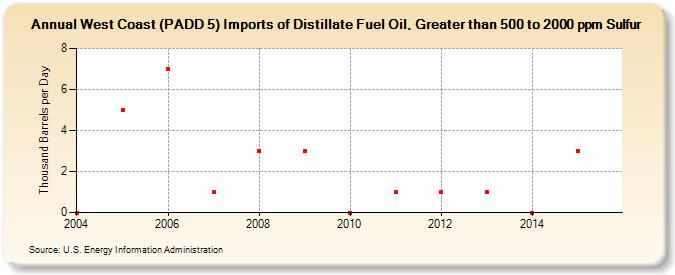 Annual West Coast (PADD 5) Imports of Distillate Fuel Oil, Greater than 500 to 2000 ppm Sulfur
Thousand Barrels per Day
8
6
4
2
0
2004 2006 2008 2010 2012 2014
Source: U.S. Energy Information Administration